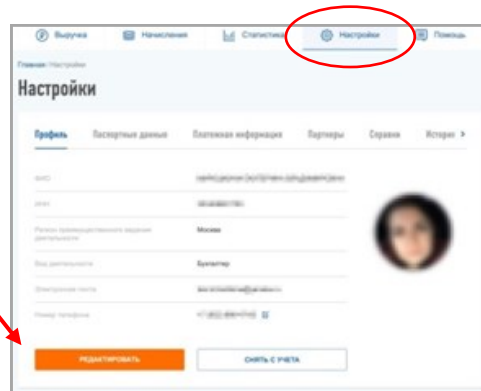 Выручка Начисления Статистика Настройки Помощь
Главная Настройки
Настройки
Профиль Паспортные данные Платежная информация Партнеры Справки История
ФИО
ИНН
Регион преимущественного ведения деятельности Москва
Вид деятельности Бухгалтер
Электронная почта
Номер телефона
РЕДАКТИРОВАТЬ СНЯТЬ С УЧЕТА